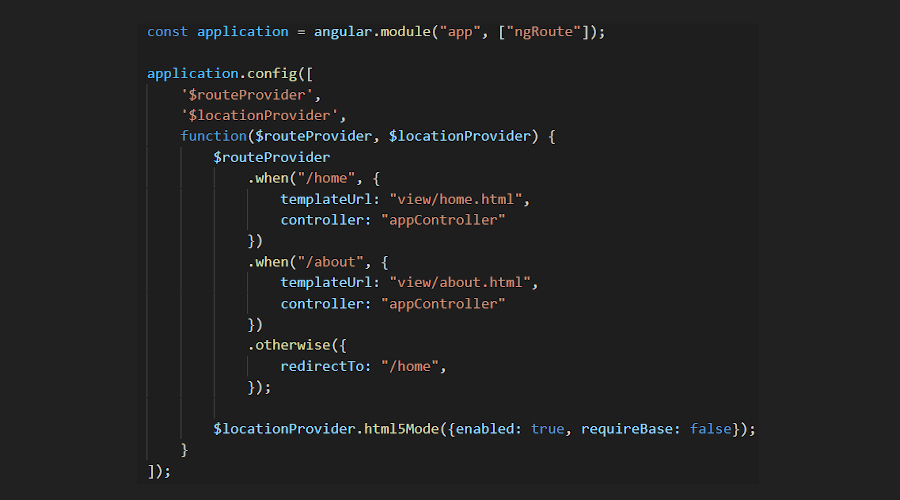 const application = angular.module("app", ["ngRoute"]);
application.config([
'$routeProvider',
'$locationProvider',
function($routeProvider, $locationProvider) {
$routeProvider
.when("/home", {
templateUrl: "view/home.html",
controller: "appController"
})
.when("/about", {
templateUrl: "view/about.html",
controller: "appController"
})
.otherwise({
redirectTo: "/home",
});
$locationProvider.html5Mode({enabled: true, requireBase: false});
}
]);